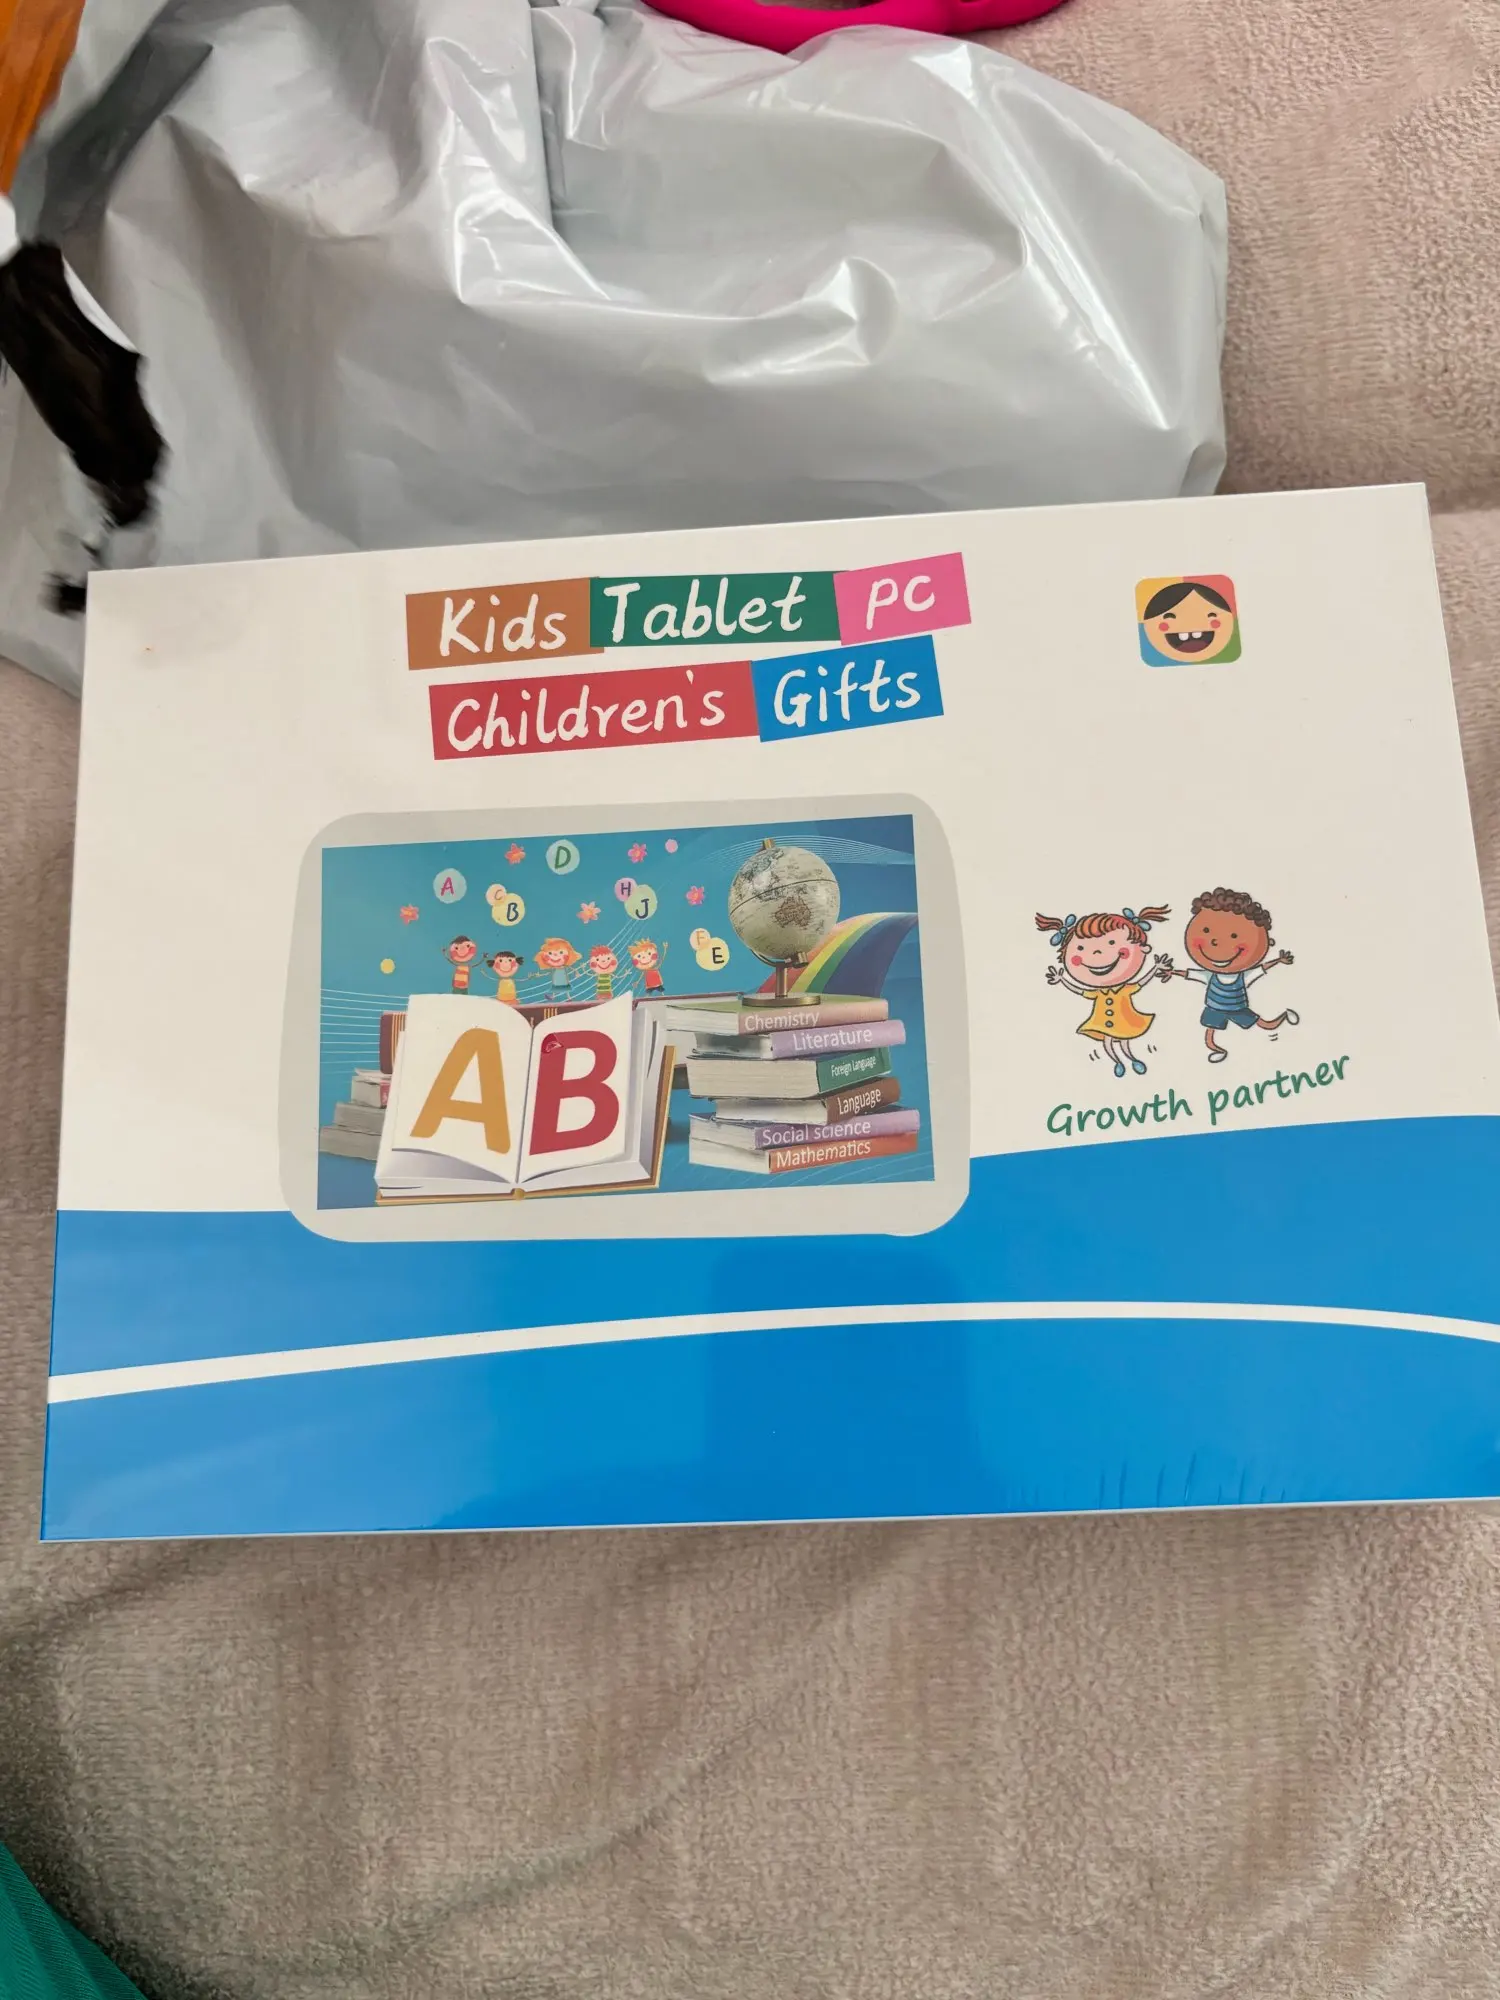 Kids Tablet PC
Children's Gifts
D
A
C
B
H
J
F
E
AB
Chemistry
Literature
Foreign Language
Language
Social science
Mathematics
Growth partner